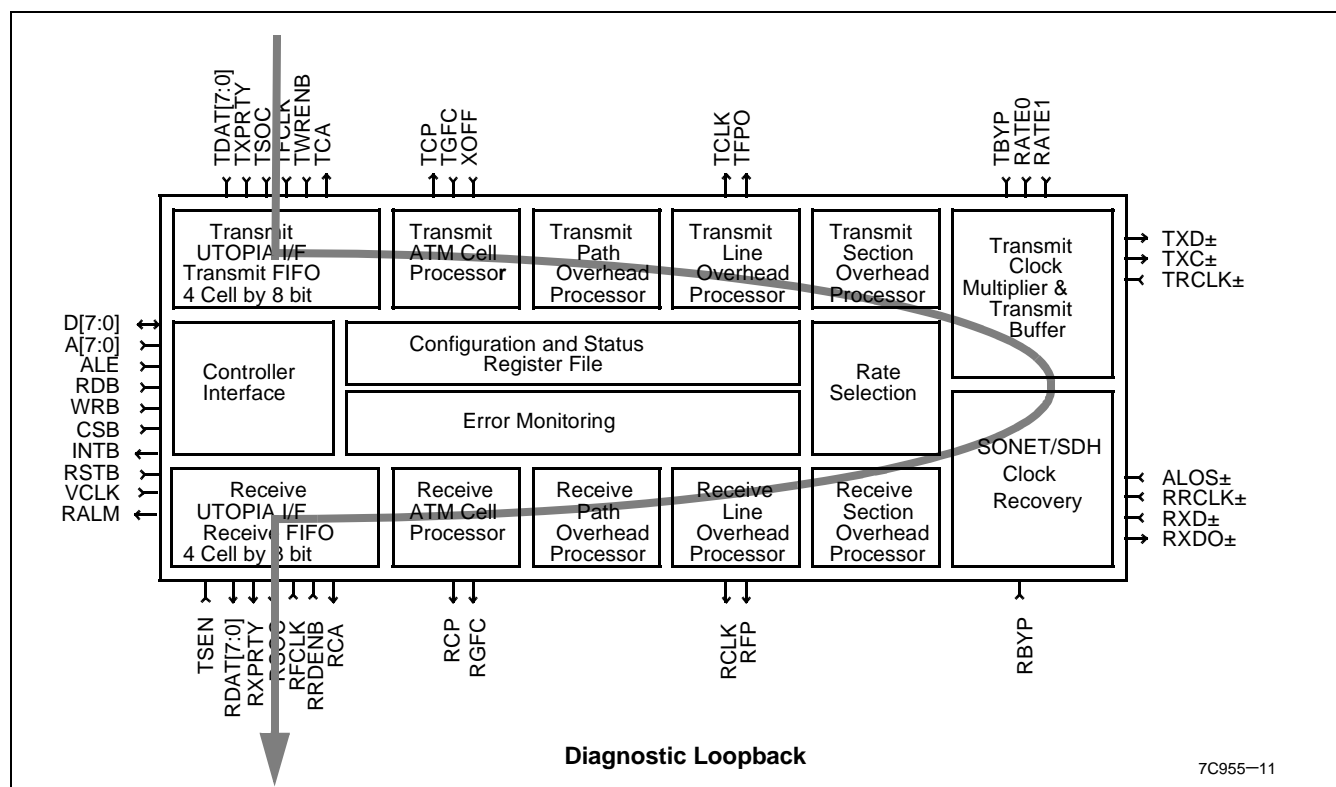 TDAT[7:0]
TXPRTY
TSOC
TFCLK
TWRENB
TCA
TCP
TGFC
XOFF
TCLK
TFPO
TBYP
RATE0
RATE1
Transmit
UTOPIA I/F
Transmit FIFO
4 Cell by 8 bit
Transmit
ATM Cell
Processor
Transmit
Path
Overhead
Processor
Transmit
Line
Overhead
Processor
Transmit
Section
Overhead
Processor
Transmit
Clock
Multiplier &
Transmit
Buffer
TXD±
TXC±
TRCLK±
D[7:0]
A[7:0]
ALE
RDB
WRB
CSB
INTB
RSTB
VCLK
RALM
Controller
Interface
Configuration and Status
Register File
Error Monitoring
Rate
Selection
SONET/SDH
Clock
Recovery
ALOS±
RRCLK±
RXD±
RXDO±
Receive
UTOPIA I/F
Receive FIFO
4 Cell by 8 bit
Receive
ATM Cell
Processor
Receive
Path
Overhead
Processor
Receive
Line
Overhead
Processor
Receive
Section
Overhead
Processor
TSEN
RDAT[7:0]
RXPRTY
RSOC
RFCLK
RRDENB
RCA
RCP
RGFC
RCLK
RFP
RBYP
Diagnostic Loopback
7C955–11